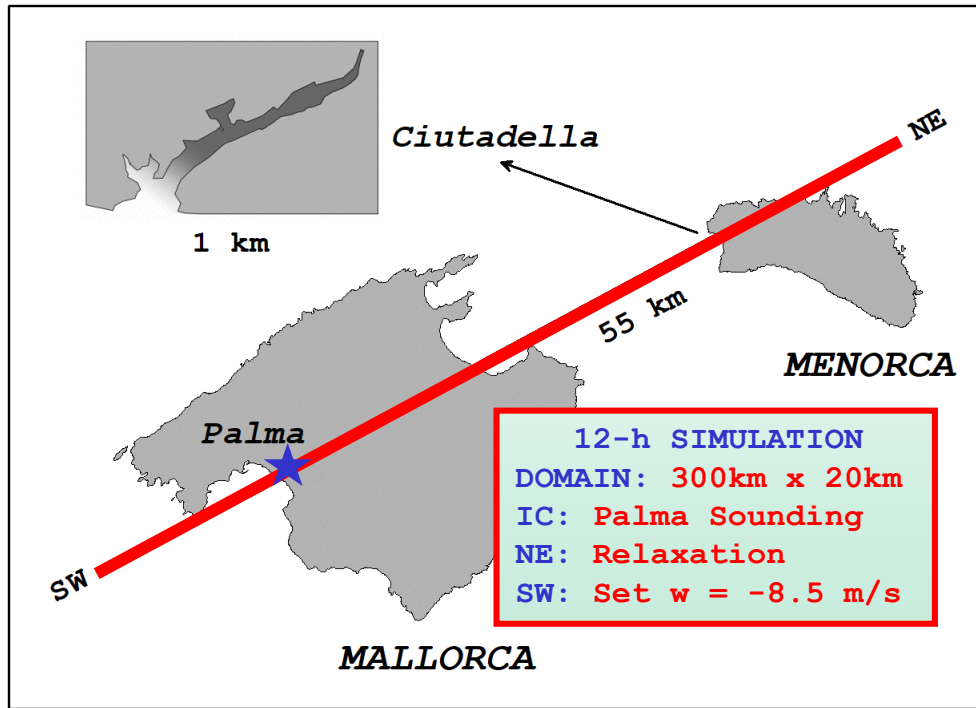 Ciutadella
NE
1 km
55 km
MENORCA
Palma
SW
MALLORCA
12-h SIMULATION
DOMAIN: 300km x 20km
IC: Palma Sounding
NE: Relaxation
SW: Set w = -8.5 m/s